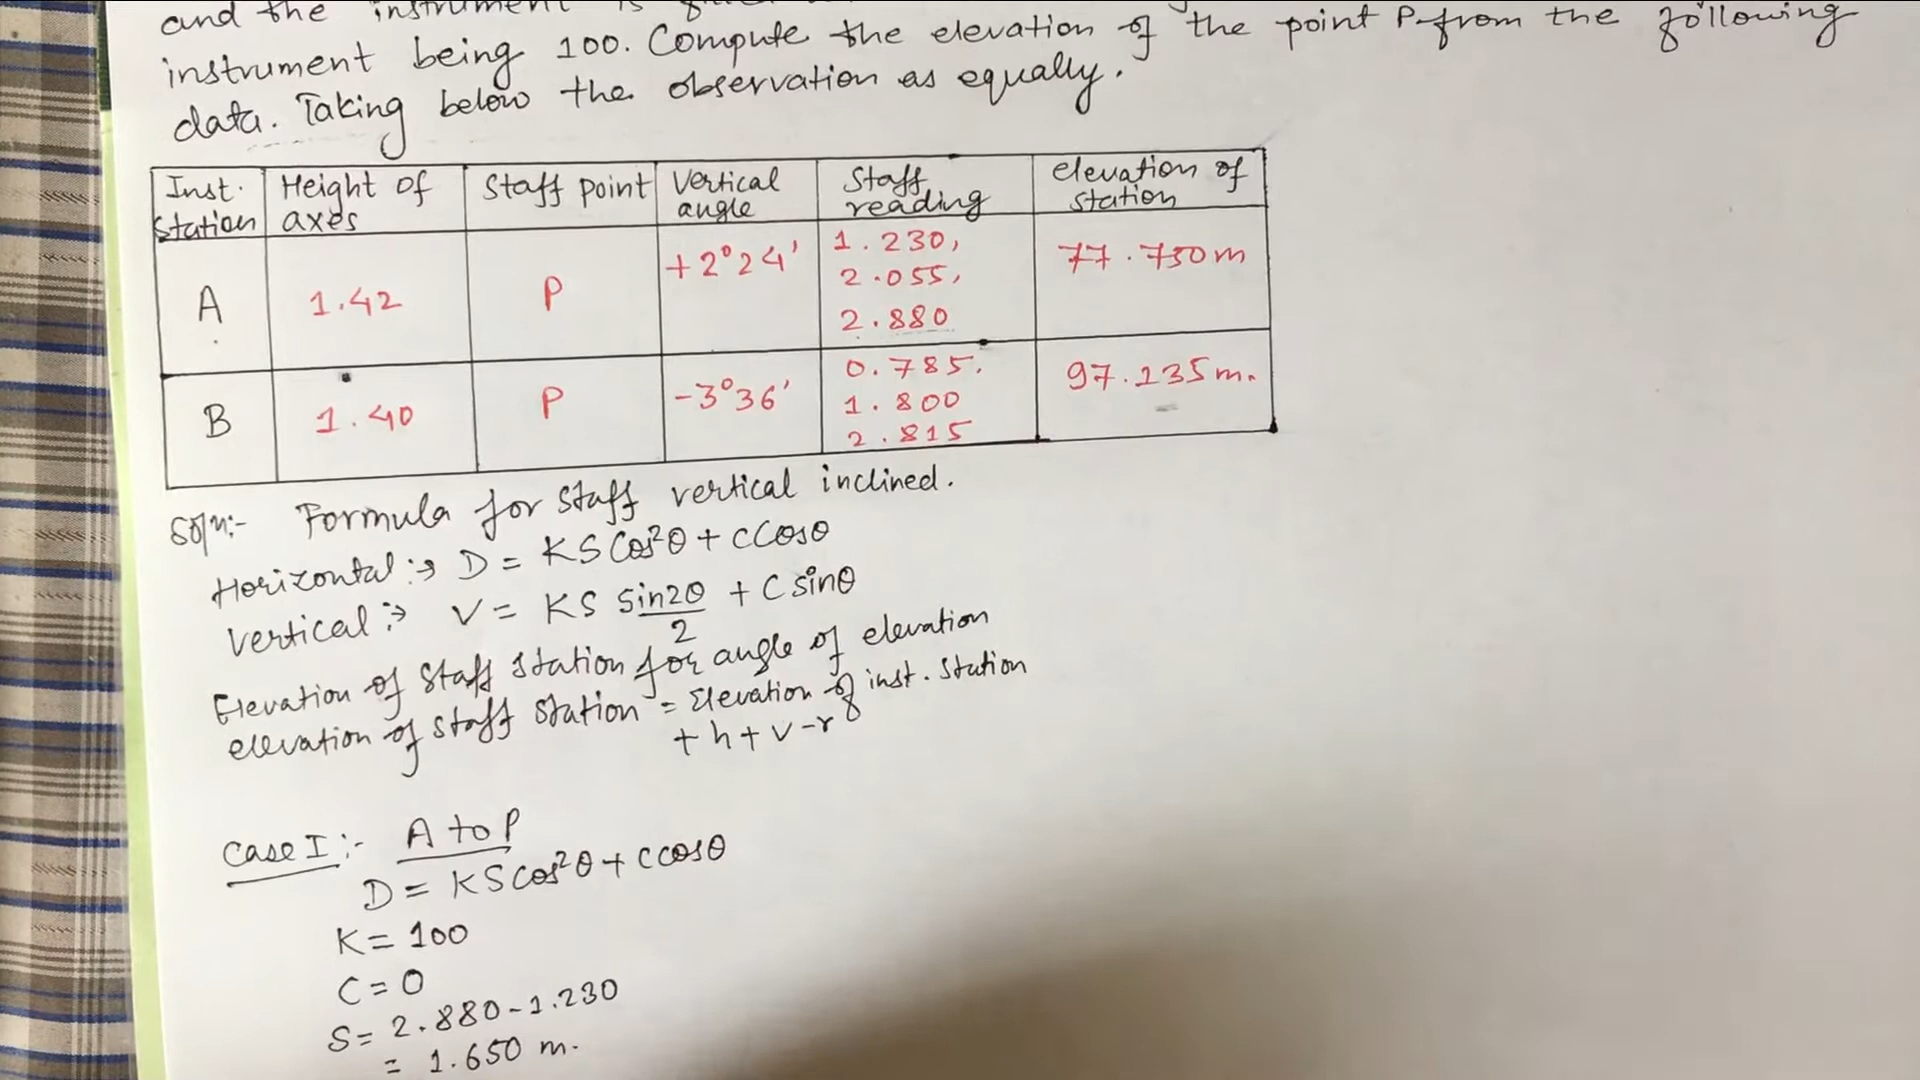 and the instrument is
instrument being 100. Compute the elevation of the point P from the following
data. Taking below the observation as equally.
Inst. station Height of axes Staff point Vertical angle Staff reading elevation of station
A 1.42 P +2°24' 1.230, 2.055, 2.880 77.750m
B 1.40 P -3°36' 0.785. 1.800 2.815 97.135m.
Soln:- Formula for staff vertical inclined.
Horizontal :→ D = KS Cos²θ + CCosθ
Vertical :→ V = KS Sin2θ/2 + C Sinθ
Elevation of Staff Station for angle of elevation
elevation of staff station = Elevation of inst. station
+ h + v - r
Case I :- A to P
D = KS cos²θ + CCosθ
K = 100
C = 0
S = 2.880 - 1.230
= 1.650 m.